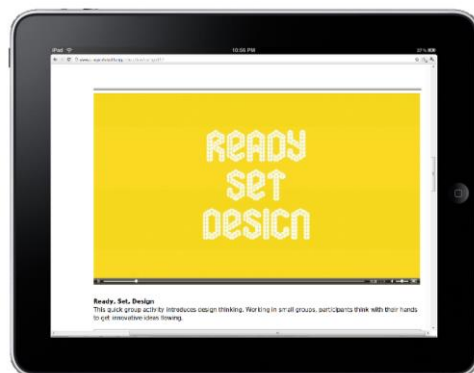 iPad
10:55 PM
READY
SET
DESIGN
Ready, Set, Design
This quick group activity introduces design thinking. Working in small groups, participants think with their hands
to get innovative ideas flowing.